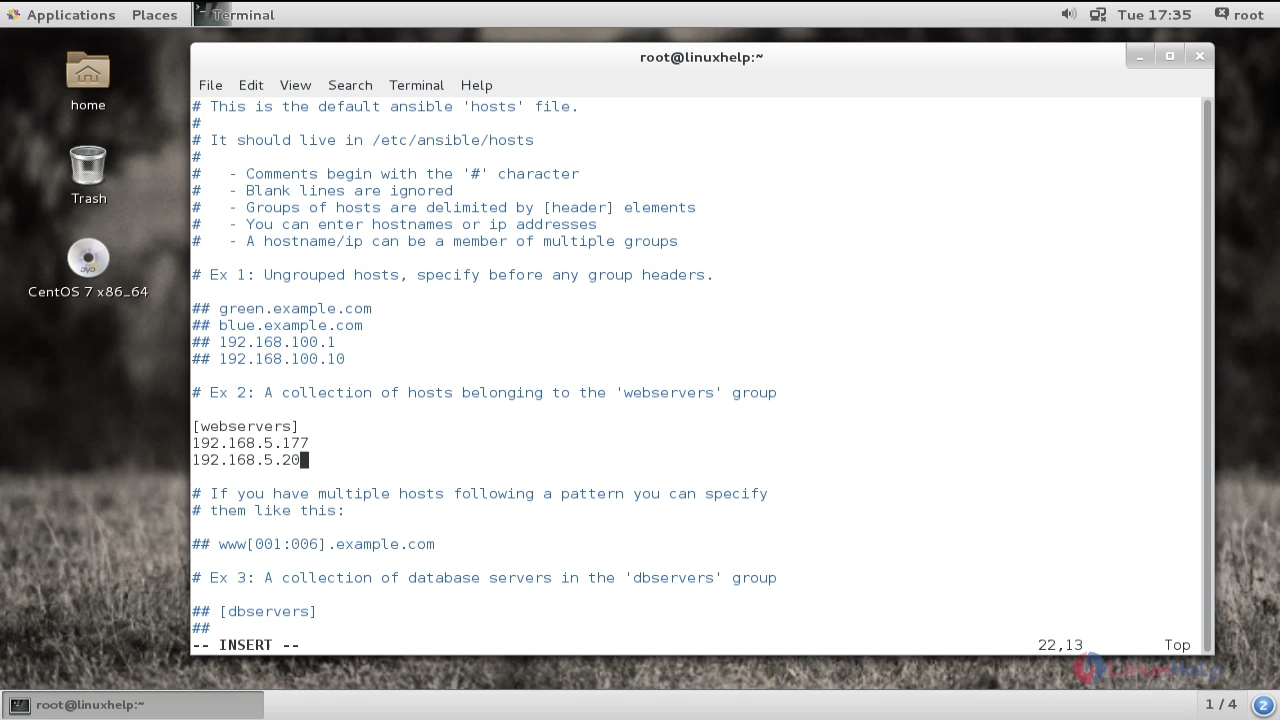 Applications Places Terminal Tue 17:35 root
home
Trash
CentOS 7 x86_64
root@linuxhelp:~
File Edit View Search Terminal Help
# This is the default ansible 'hosts' file.
#
# It should live in /etc/ansible/hosts
#
#   - Comments begin with the '#' character
#   - Blank lines are ignored
#   - Groups of hosts are delimited by [header] elements
#   - You can enter hostnames or ip addresses
#   - A hostname/ip can be a member of multiple groups
# Ex 1: Ungrouped hosts, specify before any group headers.
## green.example.com
## blue.example.com
## 192.168.100.1
## 192.168.100.10
# Ex 2: A collection of hosts belonging to the 'webservers' group
[webservers]
192.168.5.177
192.168.5.20
# If you have multiple hosts following a pattern you can specify
# them like this:
## www[001:006].example.com
# Ex 3: A collection of database servers in the 'dbservers' group
## [dbservers]
##
-- INSERT -- 22,13 Top
LinuxHelp
root@linuxhelp:~ 1 / 4 2